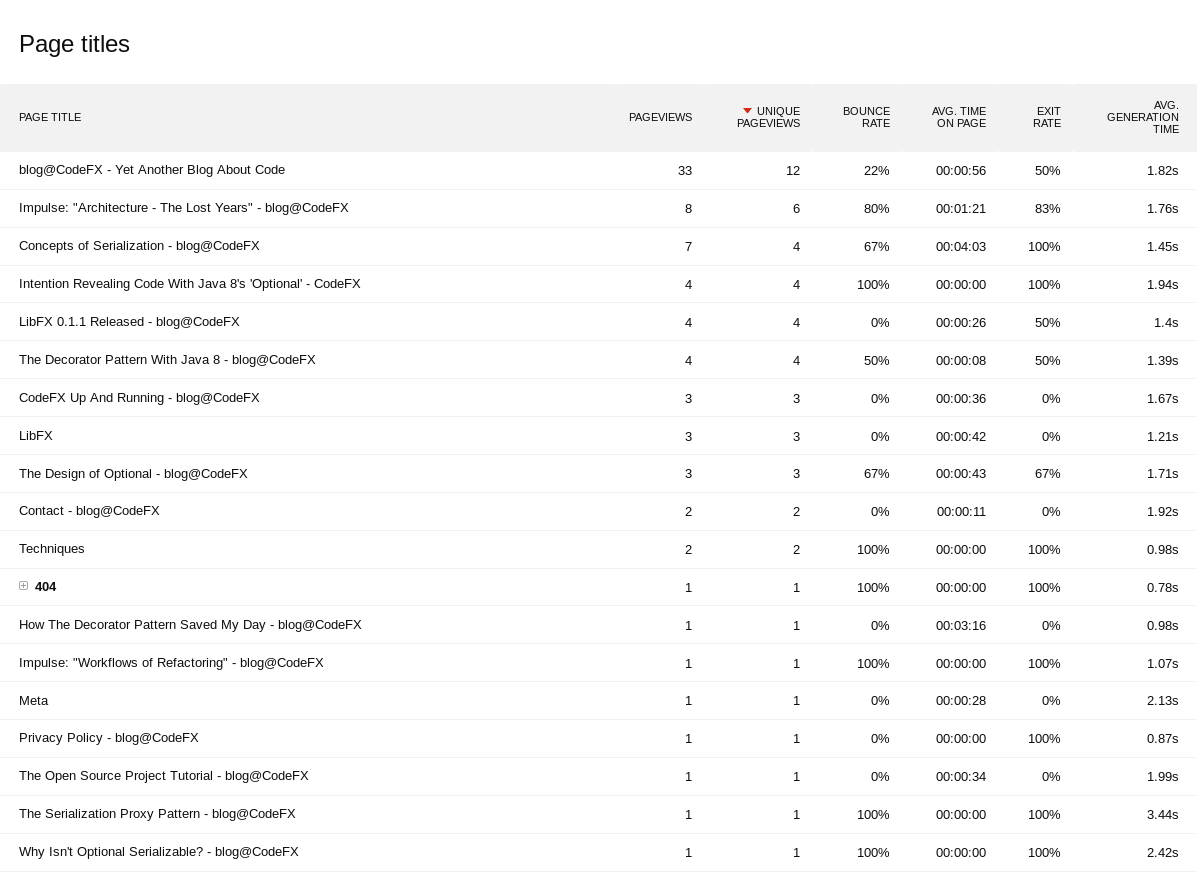 Page titles
PAGE TITLE PAGEVIEWS UNIQUE PAGEVIEWS BOUNCE RATE AVG. TIME ON PAGE EXIT RATE AVG. GENERATION TIME
blog@CodeFX - Yet Another Blog About Code 33 12 22% 00:00:56 50% 1.82s
Impulse: "Architecture - The Lost Years" - blog@CodeFX 8 6 80% 00:01:21 83% 1.76s
Concepts of Serialization - blog@CodeFX 7 4 67% 00:04:03 100% 1.45s
Intention Revealing Code With Java 8's 'Optional' - CodeFX 4 4 100% 00:00:00 100% 1.94s
LibFX 0.1.1 Released - blog@CodeFX 4 4 0% 00:00:26 50% 1.4s
The Decorator Pattern With Java 8 - blog@CodeFX 4 4 50% 00:00:08 50% 1.39s
CodeFX Up And Running - blog@CodeFX 3 3 0% 00:00:36 0% 1.67s
LibFX 3 3 0% 00:00:42 0% 1.21s
The Design of Optional - blog@CodeFX 3 3 67% 00:00:43 67% 1.71s
Contact - blog@CodeFX 2 2 0% 00:00:11 0% 1.92s
Techniques 2 2 100% 00:00:00 100% 0.98s
404 1 1 100% 00:00:00 100% 0.78s
How The Decorator Pattern Saved My Day - blog@CodeFX 1 1 0% 00:03:16 0% 0.98s
Impulse: "Workflows of Refactoring" - blog@CodeFX 1 1 100% 00:00:00 100% 1.07s
Meta 1 1 0% 00:00:28 0% 2.13s
Privacy Policy - blog@CodeFX 1 1 0% 00:00:00 100% 0.87s
The Open Source Project Tutorial - blog@CodeFX 1 1 0% 00:00:34 0% 1.99s
The Serialization Proxy Pattern - blog@CodeFX 1 1 100% 00:00:00 100% 3.44s
Why Isn't Optional Serializable? - blog@CodeFX 1 1 100% 00:00:00 100% 2.42s